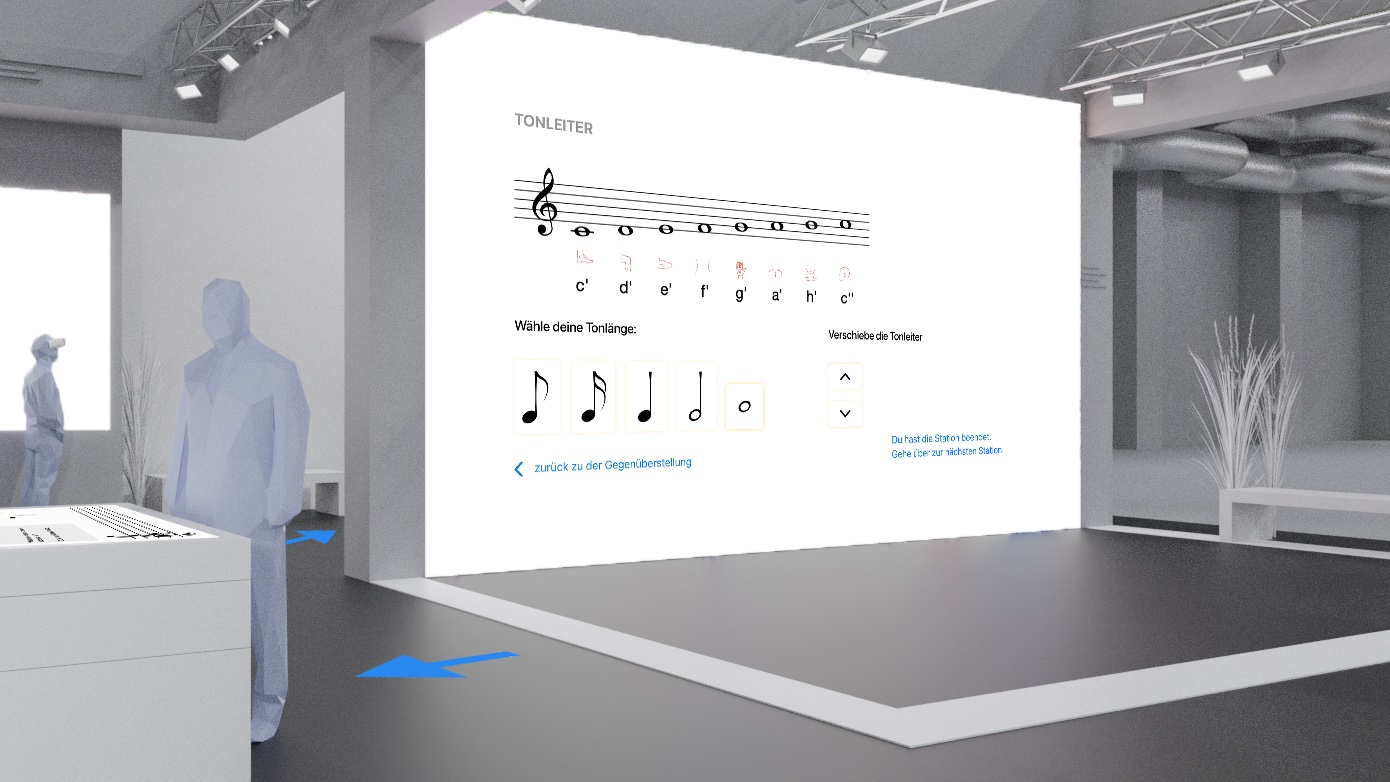 TONLEITER
c' d' e' f' g' a' h' c''
Wähle deine Tonlänge:
Verschiebe die Tonleiter
Du hast die Station beendet.
Gehe über zur nächsten Station.
zurück zu der Gegenüberstellung